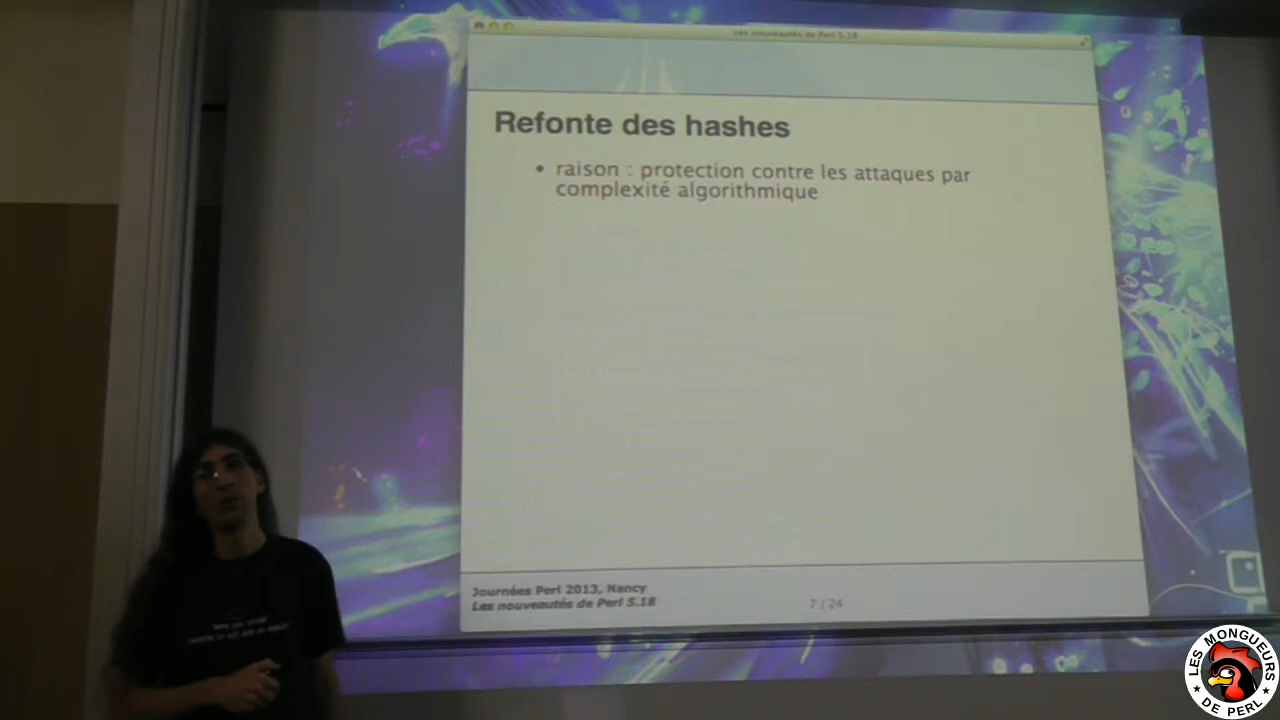 Les nouveautés de Perl 5.18
Refonte des hashes
• raison : protection contre les attaques par
complexité algorithmique
Journées Perl 2013, Nancy
Les nouveautés de Perl 5.18
7 / 24
LES MONGUEURS
★ DE PERL ★